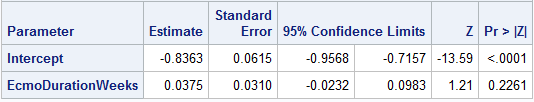 Parameter Estimate Standard Error 95% Confidence Limits Z Pr > |Z|
Intercept -0.8363 0.0615 -0.9568 -0.7157 -13.59 <.0001
EcmoDurationWeeks 0.0375 0.0310 -0.0232 0.0983 1.21 0.2261